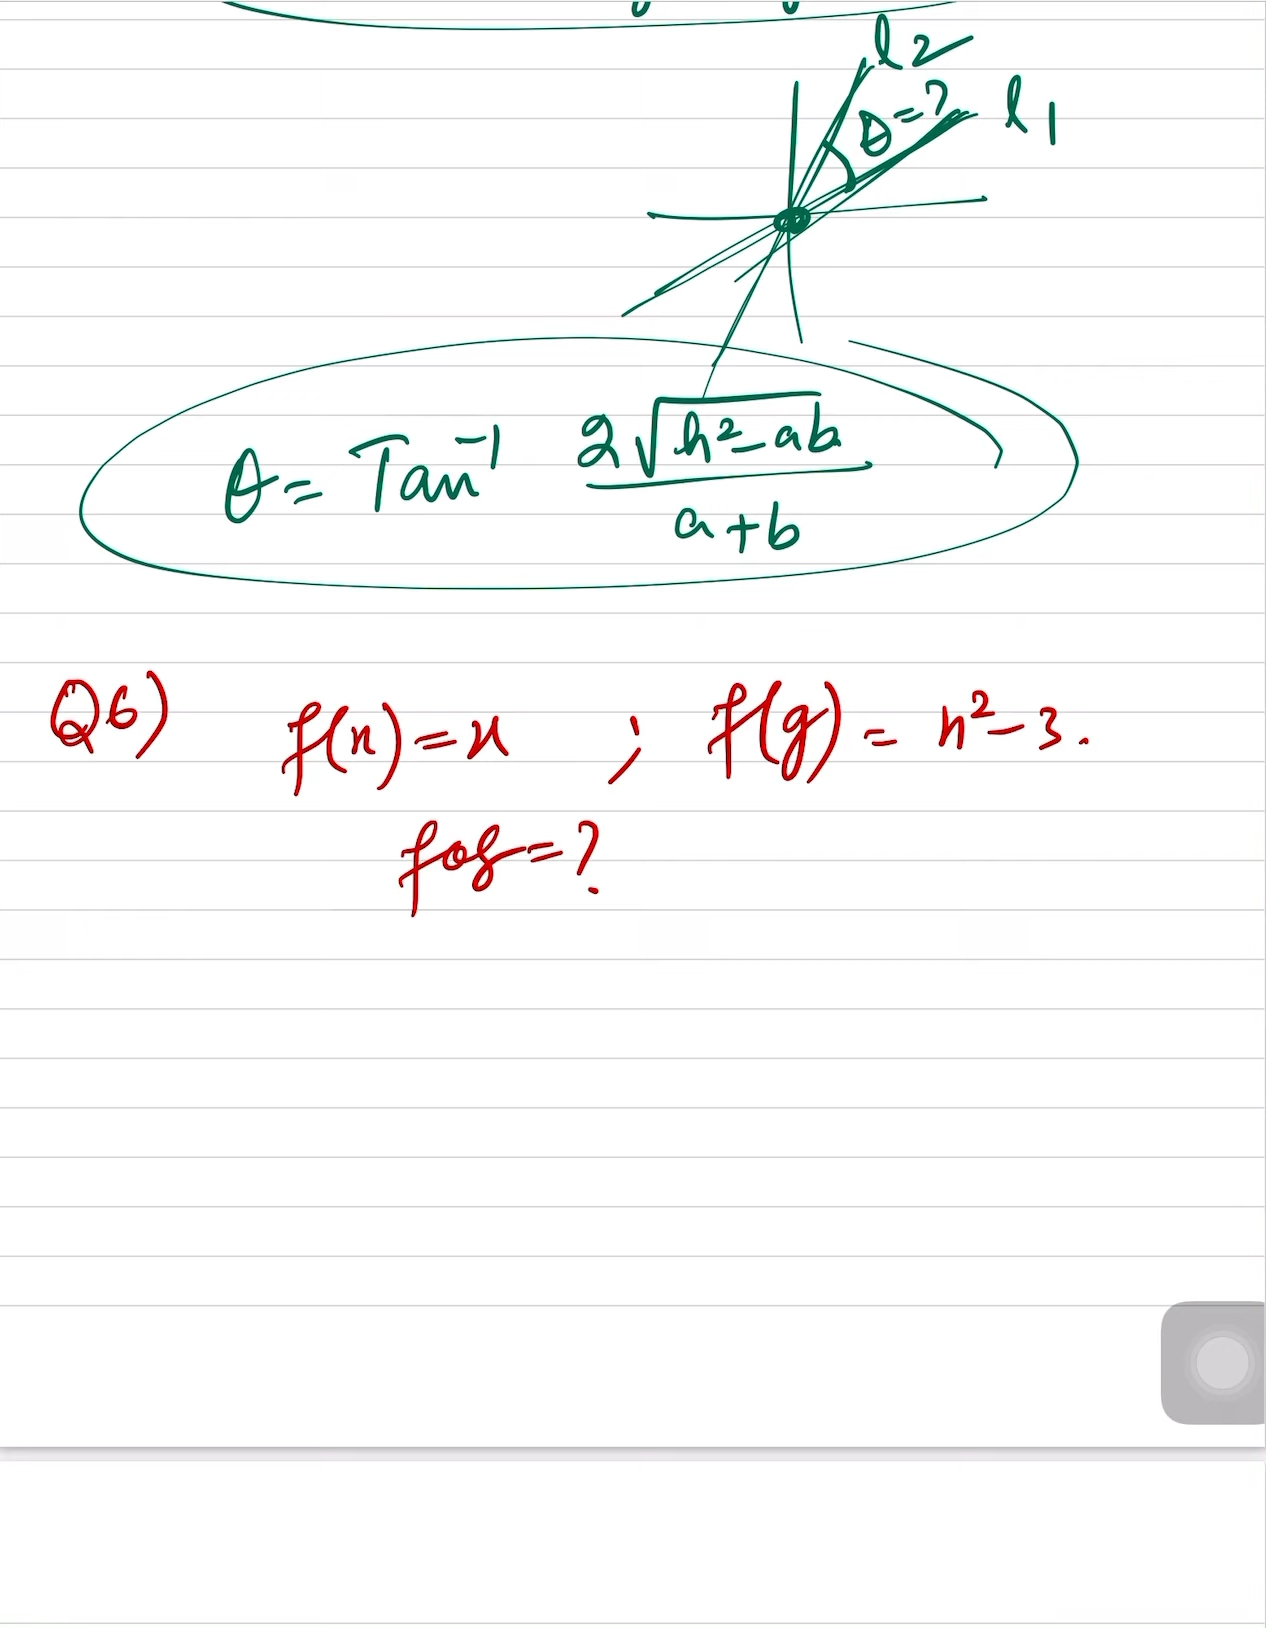 l2
θ=? l1
θ = Tan⁻¹ 2√(h²-ab) / a+b
Q6) f(x)=x ; f(g) = x²-3.
fog=?